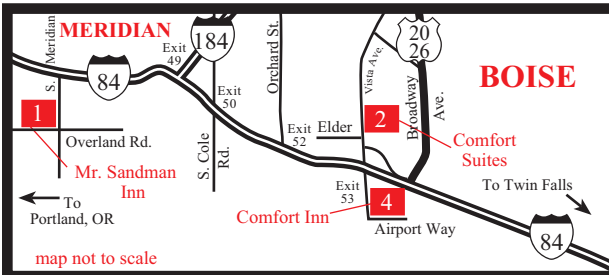 MERIDIAN
S. Meridian
84
Exit
49
184
Exit
50
Orchard St.
Vista Ave.
20
26
BOISE
1
Overland Rd.
Mr. Sandman
Inn
S. Cole
Rd.
Exit
52
Elder
2
Broadway
Ave.
Comfort
Suites
To
Portland, OR
Comfort Inn
Exit
53
4
Airport Way
To Twin Falls
84
map not to scale